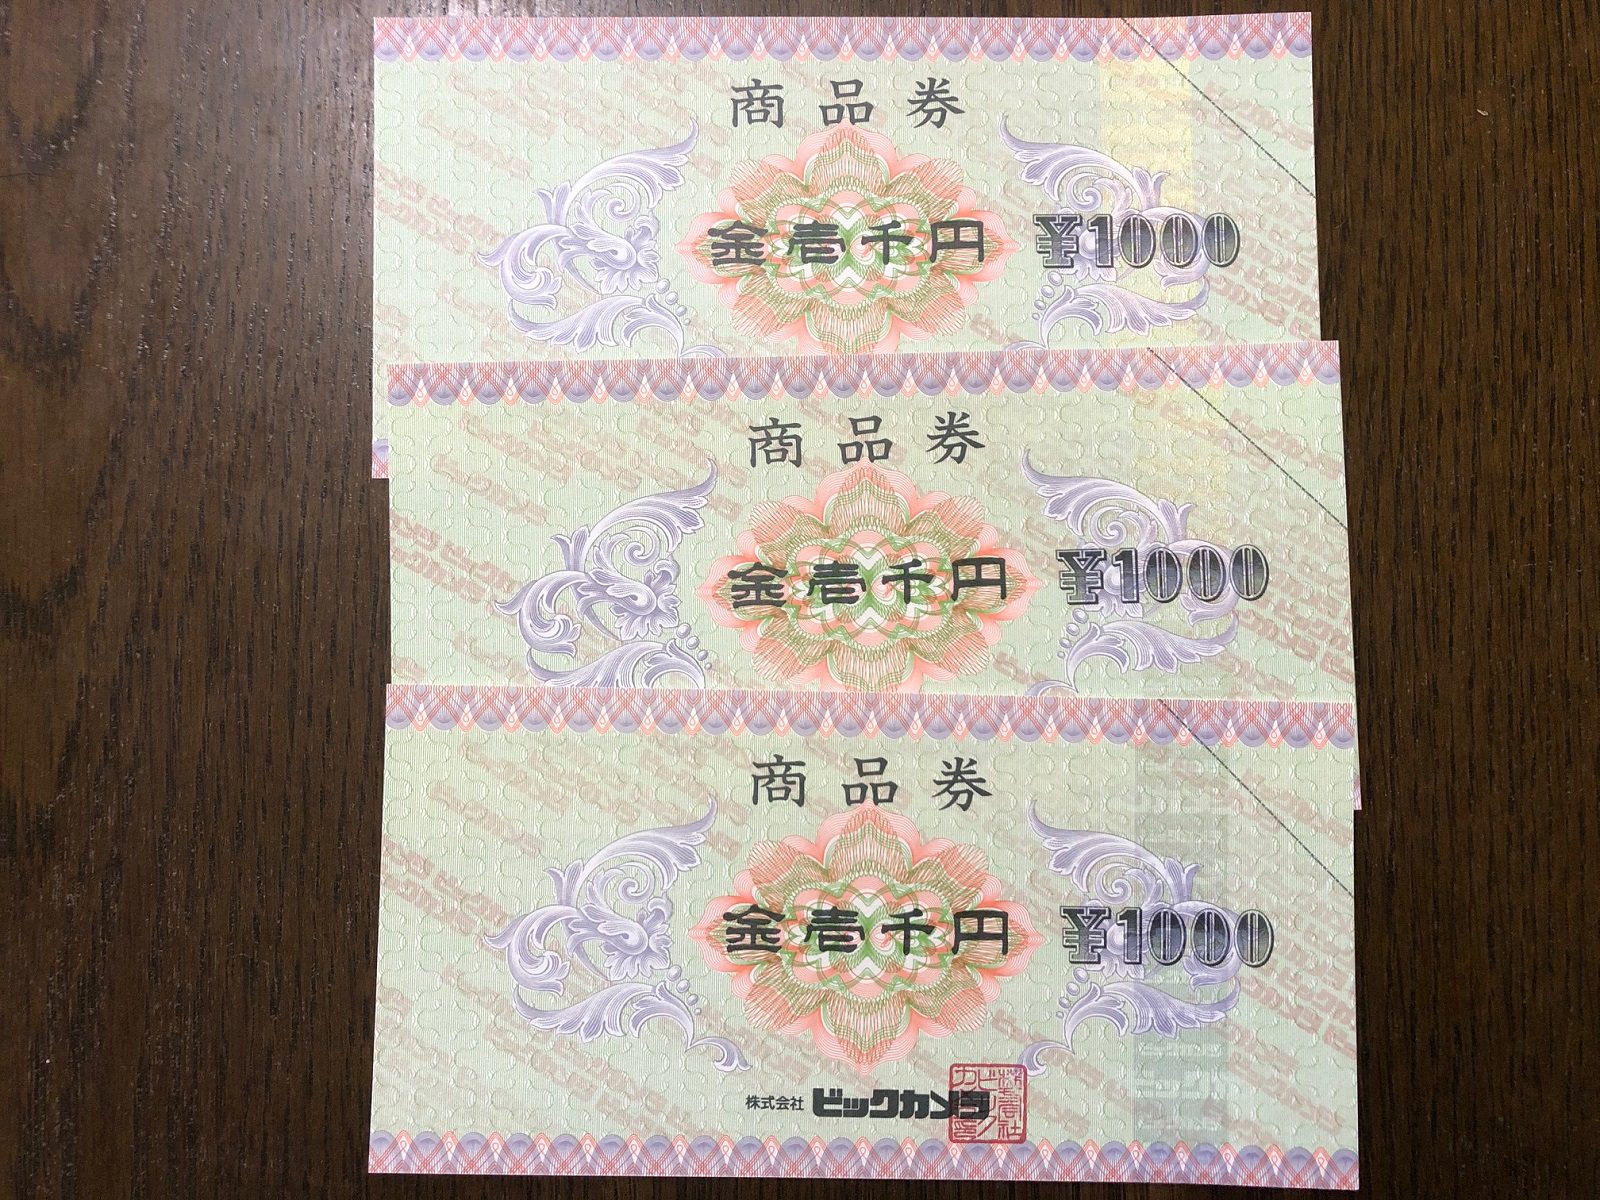 商品券
金壱千円 ¥1000
商品券
金壱千円 ¥1000
商品券
金壱千円 ¥1000
株式会社 ビックカメラ